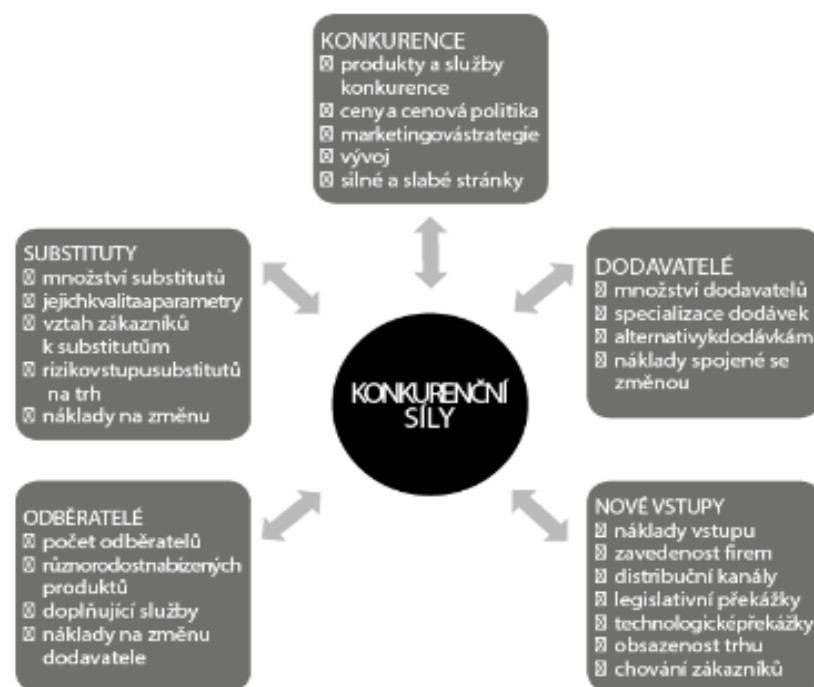 KONKURENCE
produkty a služby
konkurence
ceny a cenová politika
marketingovástrategie
vývoj
silné a slabé stránky
SUBSTITUTY
množství substitutů
jejichkvalitaaparametry
vztah zákazníků
k substitutům
rizikovstupusubstitutů
na trh
náklady na změnu
DODAVATELÉ
množství dodavatelů
specializace dodávek
alternativykdodávkám
náklady spojené se
změnou
KONKURENČNÍ
SÍLY
ODBĚRATELÉ
počet odběratelů
různorodostnabízených
produktů
doplňující služby
náklady na změnu
dodavatele
NOVÉ VSTUPY
náklady vstupu
zavedenost firem
distribuční kanály
legislativní překážky
technologicképřekážky
obsazenost trhu
chování zákazníků